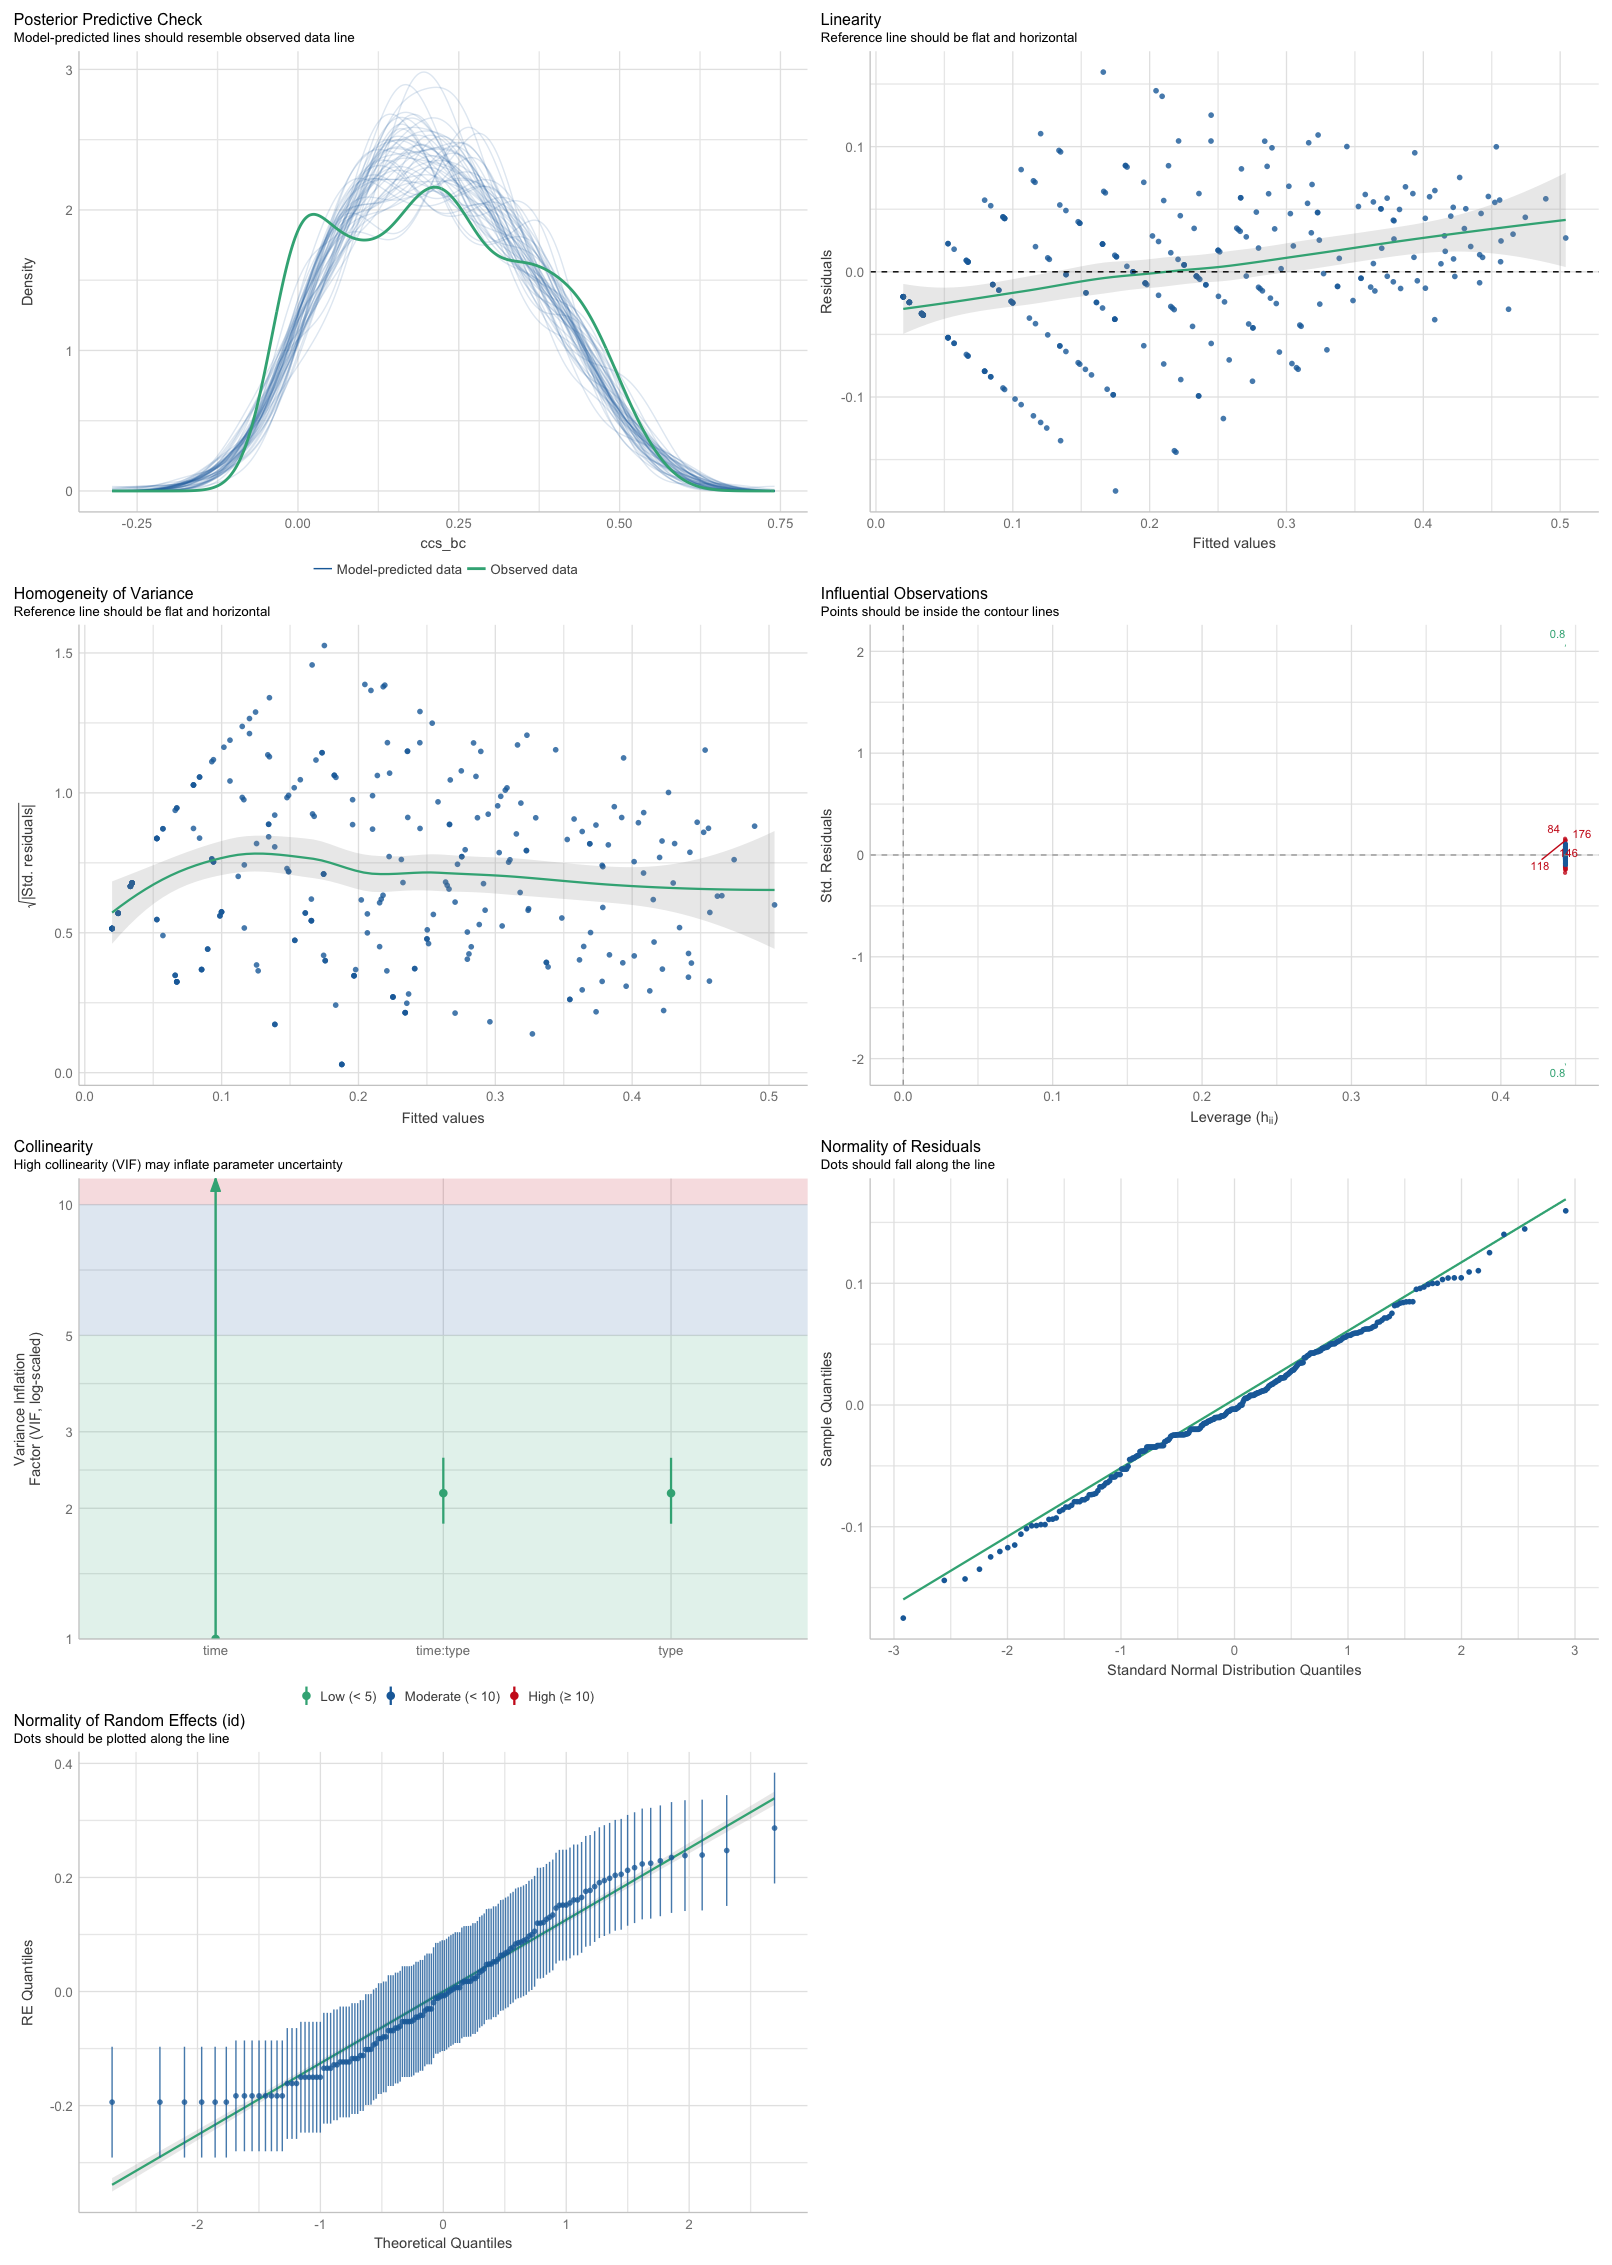 Posterior Predictive Check
Model-predicted lines should resemble observed data line
3
2
1
0
Density
-0.25
0.00
0.25
0.50
0.75
ccs_bc
Model-predicted data
Observed data
Linearity
Reference line should be flat and horizontal
0.1
0.0
-0.1
Residuals
0.0
0.1
0.2
0.3
0.4
0.5
Fitted values
Homogeneity of Variance
Reference line should be flat and horizontal
1.5
1.0
0.5
0.0
√|Std. residuals|
0.0
0.1
0.2
0.3
0.4
0.5
Fitted values
Influential Observations
Points should be inside the contour lines
0.8
2
1
0
-1
-2
Std. Residuals
84
176
146
118
0.8
0.0
0.1
0.2
0.3
0.4
Leverage (hᵢᵢ)
Collinearity
High collinearity (VIF) may inflate parameter uncertainty
10
5
3
2
1
Variance Inflation
Factor (VIF, log-scaled)
time
time:type
type
Low (< 5)
Moderate (< 10)
High (≥ 10)
Normality of Residuals
Dots should fall along the line
0.1
0.0
-0.1
Sample Quantiles
-3
-2
-1
0
1
2
3
Standard Normal Distribution Quantiles
Normality of Random Effects (id)
Dots should be plotted along the line
0.4
0.2
0.0
-0.2
RE Quantiles
-2
-1
0
1
2
Theoretical Quantiles